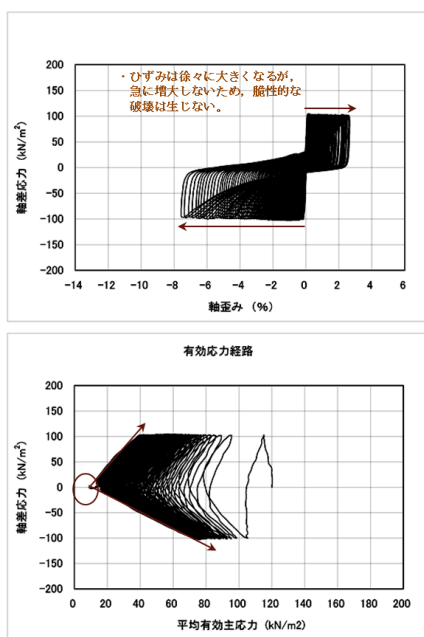 ・ひずみは徐々に大きくなるが，
急に増大しないため，脆性的な
破壊は生じない。
200
150
100
50
0
-50
-100
-150
-200
軸差応力（kN/m²）
-14 -12 -10 -8 -6 -4 -2 0 2 4 6
軸歪み （%）
有効応力経路
200
150
100
50
0
-50
-100
-150
-200
軸差応力（kN/m²）
0 20 40 60 80 100 120 140 160 180 200
平均有効主応力 (kN/m2)